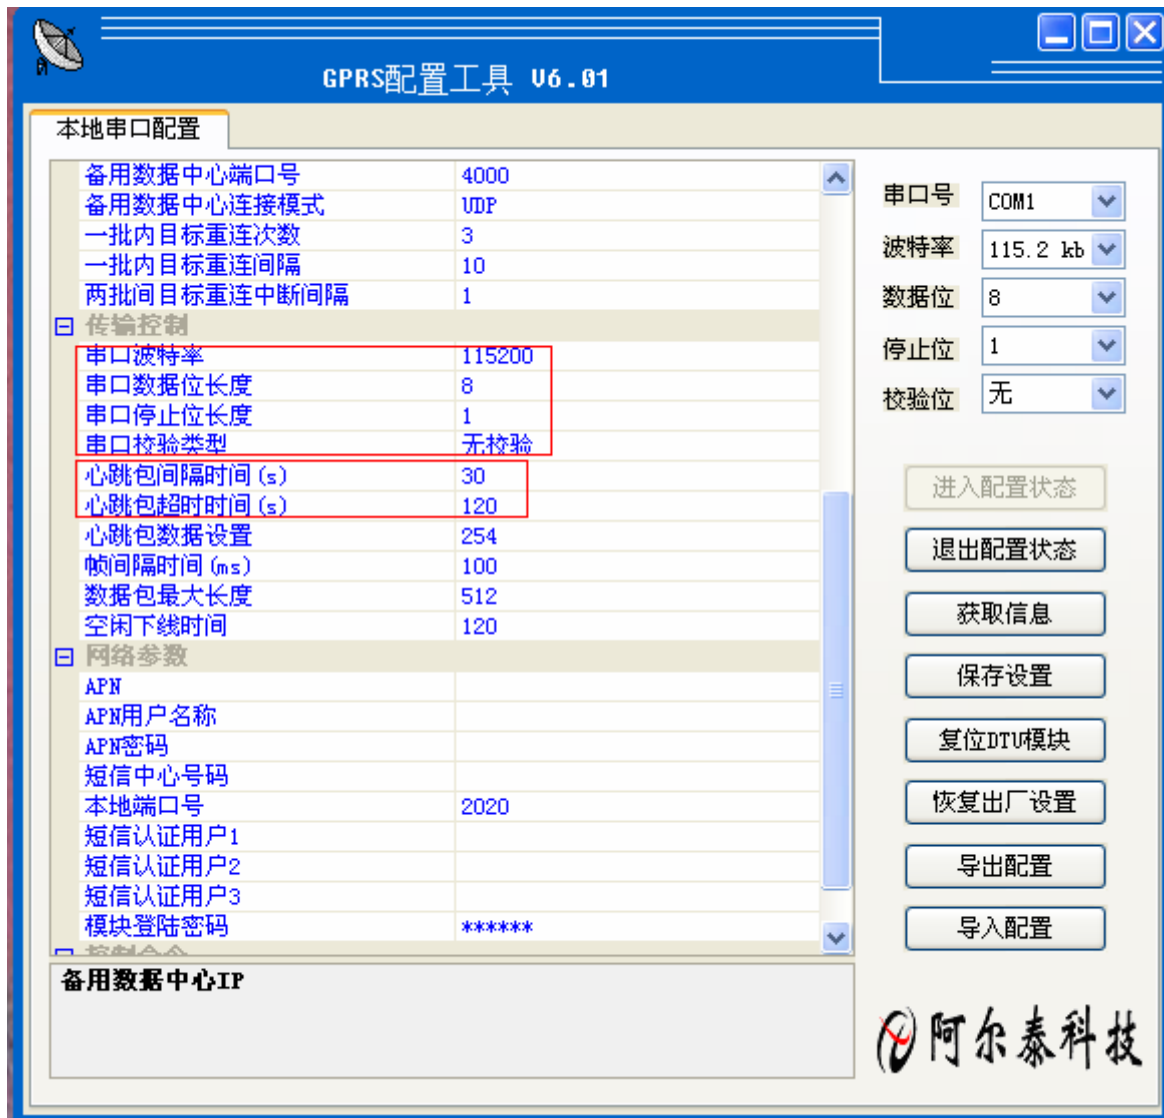 GPRS配置工具 V6.01
本地串口配置
备用数据中心端口号 4000
备用数据中心连接模式 UDP
一批内目标重连次数 3
一批内目标重连间隔 10
两批间目标重连中断间隔 1
传输控制
串口波特率 115200
串口数据位长度 8
串口停止位长度 1
串口校验类型 无校验
心跳包间隔时间(s) 30
心跳包超时时间(s) 120
心跳包数据设置 254
帧间隔时间(ms) 100
数据包最大长度 512
空闲下线时间 120
网络参数
APN
APN用户名称
APN密码
短信中心号码
本地端口号 2020
短信认证用户1
短信认证用户2
短信认证用户3
模块登陆密码 ******
控制命令
备用数据中心IP
串口号 COM1
波特率 115.2 kb
数据位 8
停止位 1
校验位 无
进入配置状态
退出配置状态
获取信息
保存设置
复位DTU模块
恢复出厂设置
导出配置
导入配置
阿尔泰科技